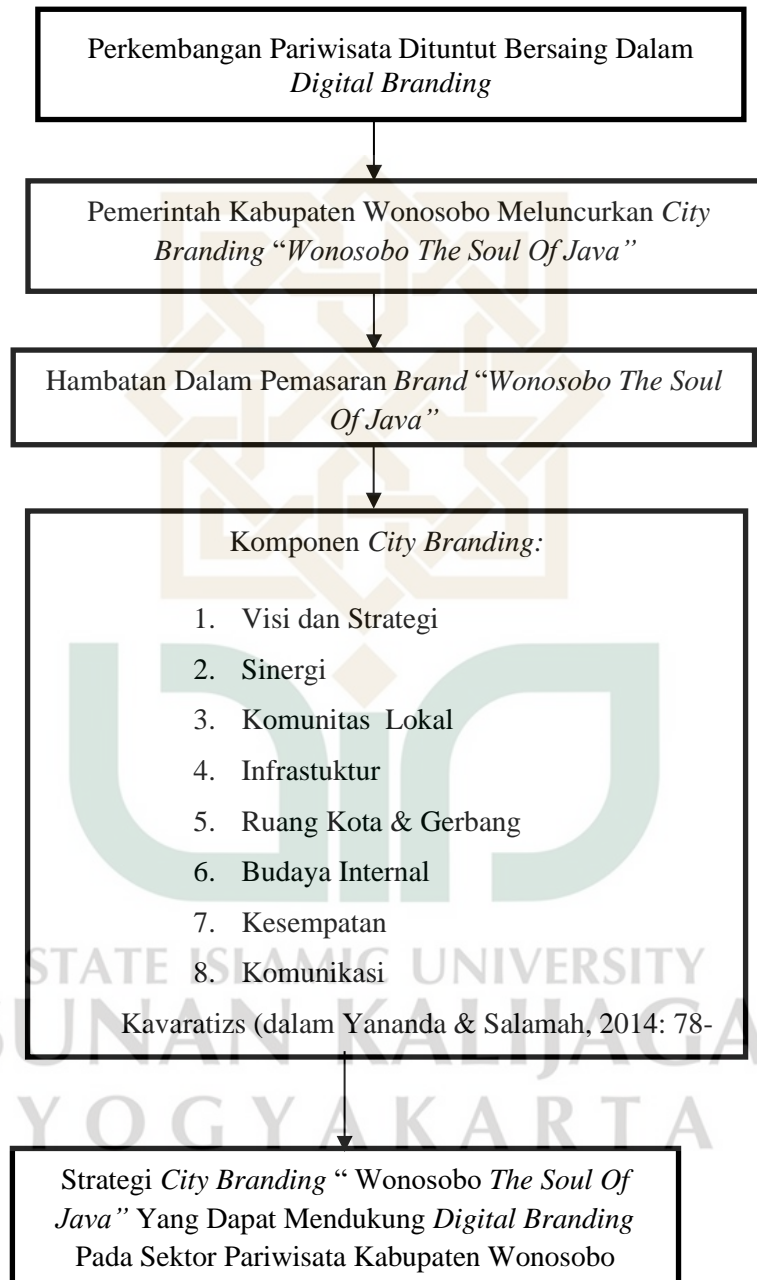 Perkembangan Pariwisata Dituntut Bersaing Dalam
Digital Branding
Pemerintah Kabupaten Wonosobo Meluncurkan City
Branding “Wonosobo The Soul Of Java”
Hambatan Dalam Pemasaran Brand “Wonosobo The Soul
Of Java”
Komponen City Branding:
1. Visi dan Strategi
2. Sinergi
3. Komunitas Lokal
4. Infrastuktur
5. Ruang Kota & Gerbang
6. Budaya Internal
7. Kesempatan
8. Komunikasi
STATE ISLAMIC UNIVERSITY
Kavaratizs (dalam Yananda & Salamah, 2014: 78-
SUNAN KALIJAGA
YOGYAKARTA
Strategi City Branding “ Wonosobo The Soul Of
Java” Yang Dapat Mendukung Digital Branding
Pada Sektor Pariwisata Kabupaten Wonosobo